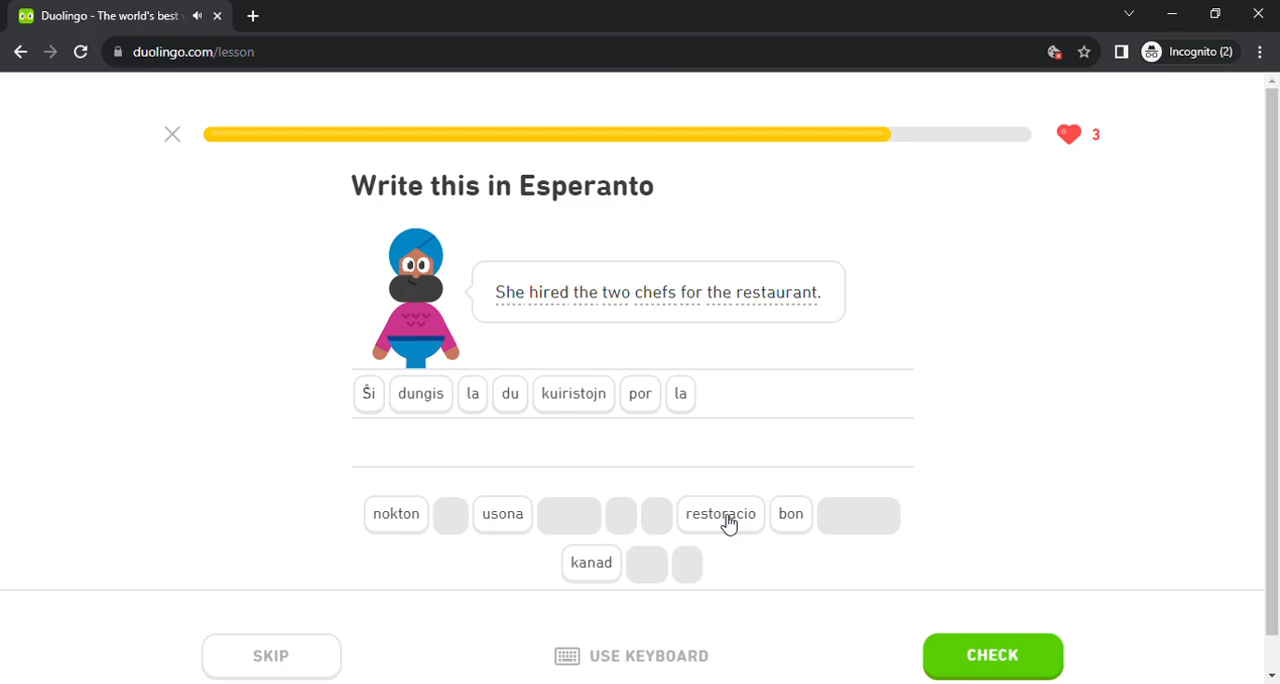 Duolingo - The world's best
duolingo.com/lesson
Incognito (2)
3
Write this in Esperanto
She hired the two chefs for the restaurant.
Ŝi dungis la du kuiristojn por la
nokton usona restoracio bon
kanad
SKIP USE KEYBOARD CHECK